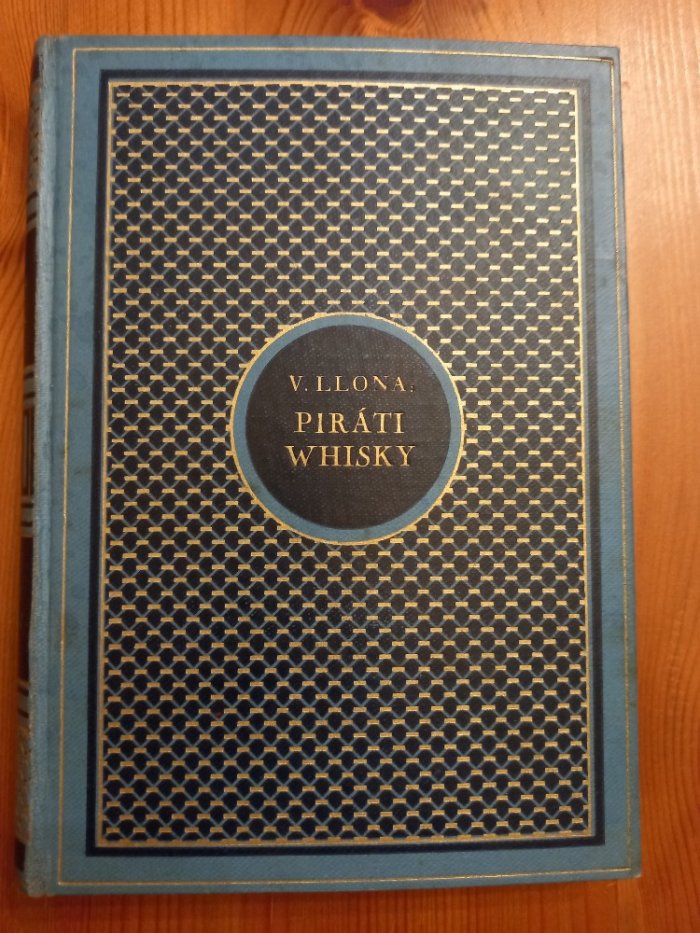 V. LLONA:
PIRÁTI
WHISKY